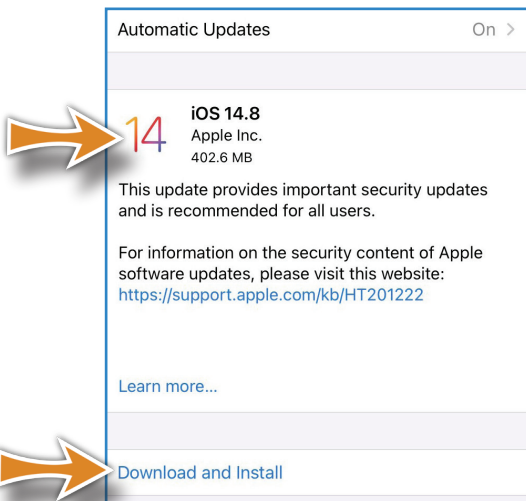 Automatic Updates On >
14
iOS 14.8
Apple Inc.
402.6 MB
This update provides important security updates
and is recommended for all users.
For information on the security content of Apple
software updates, please visit this website:
https://support.apple.com/kb/HT201222
Learn more...
Download and Install